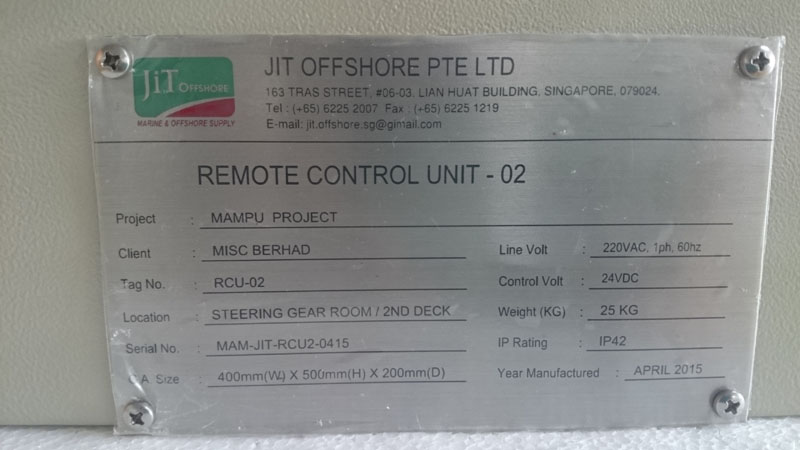 JiT OFFSHORE
MARINE & OFFSHORE SUPPLY
JIT OFFSHORE PTE LTD
163 TRAS STREET, #06-03, LIAN HUAT BUILDING, SINGAPORE, 079024.
Tel : (+65) 6225 2007 Fax : (+65) 6225 1219
E-mail: jit.offshore.sg@gimail.com
REMOTE CONTROL UNIT - 02
Project : MAMPU PROJECT
Client : MISC BERHAD
Line Volt : 220VAC, 1ph, 60hz
Tag No. : RCU-02
Control Volt : 24VDC
Location : STEERING GEAR ROOM / 2ND DECK
Weight (KG) : 25 KG
Serial No. : MAM-JIT-RCU2-0415
IP Rating : IP42
G.A. Size : 400mm(W) X 500mm(H) X 200mm(D)
Year Manufactured : APRIL 2015